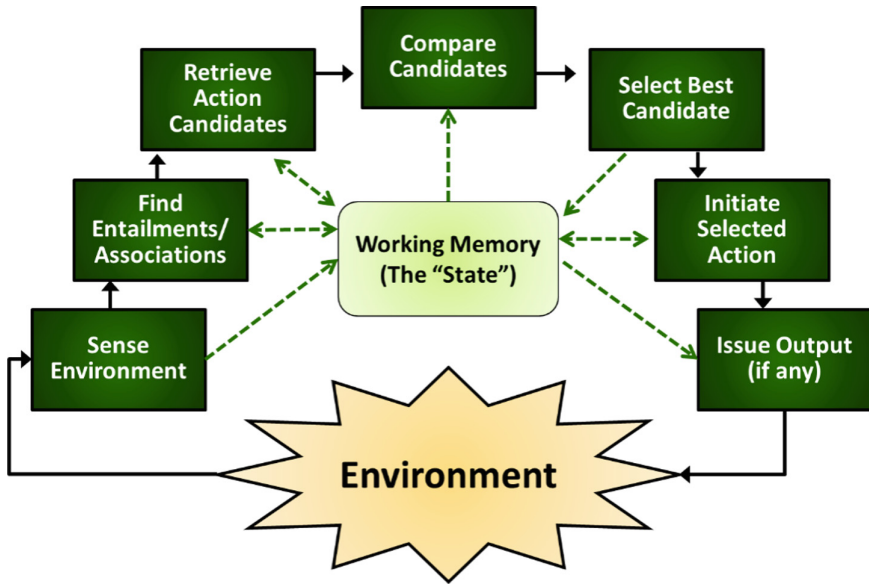 Compare
Candidates
Retrieve
Action
Candidates
Select Best
Candidate
Find
Entailments/
Associations
Initiate
Selected
Action
Working Memory
(The “State”)
Sense
Environment
Issue Output
(if any)
Environment